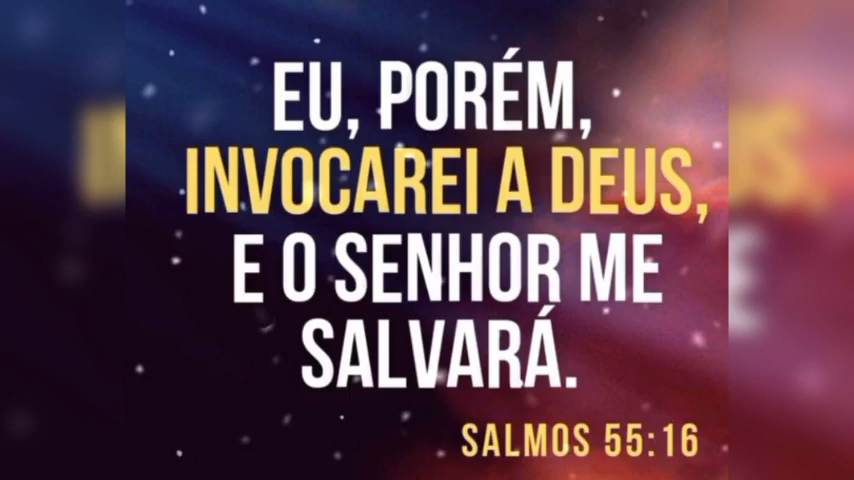 EU, PORÉM,
INVOCAREI A DEUS,
E O SENHOR ME
SALVARÁ.
SALMOS 55:16